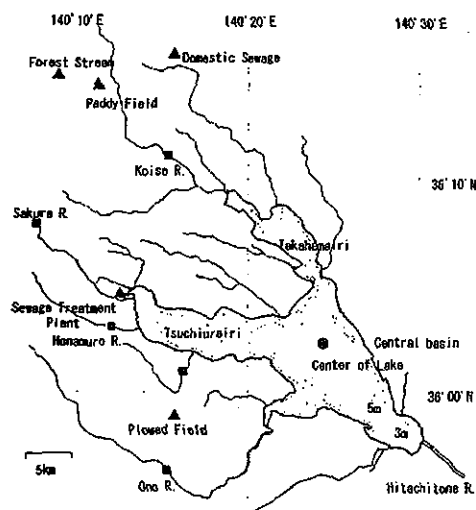 140°10'E
140°20'
140°30'
Forest Stream
Domestic Sewage
Paddy Field
Koise R.
36°10'N
Sakura R.
Takahamairi
Sewage Treatment
Plant
Tsuchiurairi
Hanamuro R.
Central basin
Center of Lake
36°00'N
5m
3m
Plowed Field
5km
Ono R.
Hitachitone R.